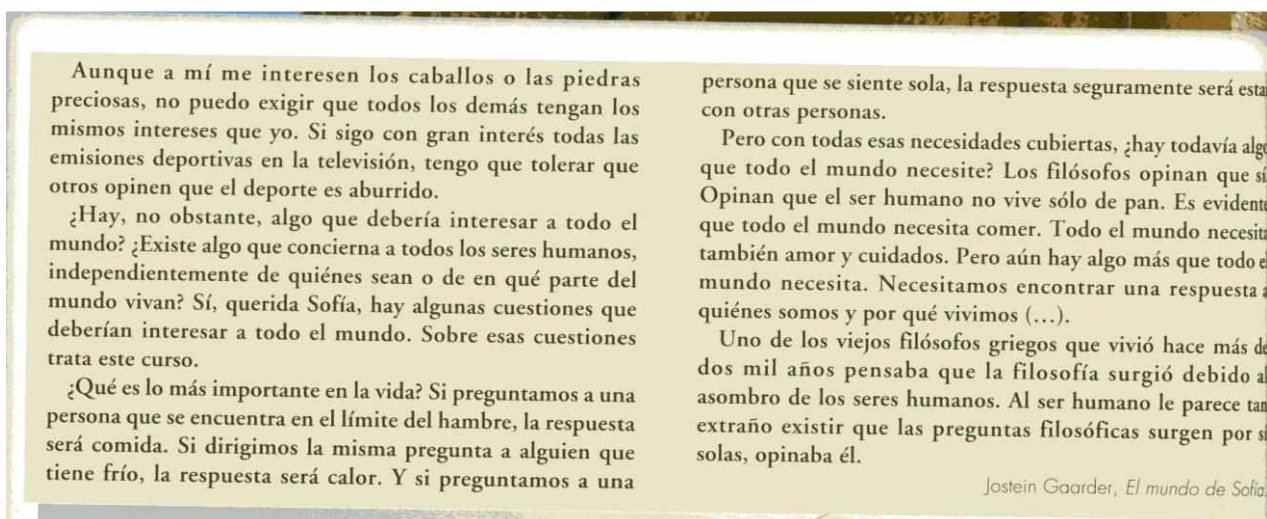 Aunque a mí me interesen los caballos o las piedras
preciosas, no puedo exigir que todos los demás tengan los
mismos intereses que yo. Si sigo con gran interés todas las
emisiones deportivas en la televisión, tengo que tolerar que
otros opinen que el deporte es aburrido.
¿Hay, no obstante, algo que debería interesar a todo el
mundo? ¿Existe algo que concierna a todos los seres humanos,
independientemente de quiénes sean o de en qué parte del
mundo vivan? Sí, querida Sofía, hay algunas cuestiones que
deberían interesar a todo el mundo. Sobre esas cuestiones
trata este curso.
¿Qué es lo más importante en la vida? Si preguntamos a una
persona que se encuentra en el límite del hambre, la respuesta
será comida. Si dirigimos la misma pregunta a alguien que
tiene frío, la respuesta será calor. Y si preguntamos a una
persona que se siente sola, la respuesta seguramente será esta
con otras personas.
Pero con todas esas necesidades cubiertas, ¿hay todavía algo
que todo el mundo necesite? Los filósofos opinan que sí
Opinan que el ser humano no vive sólo de pan. Es evidente
que todo el mundo necesita comer. Todo el mundo necesita
también amor y cuidados. Pero aún hay algo más que todo e
mundo necesita. Necesitamos encontrar una respuesta a
quiénes somos y por qué vivimos (...).
Uno de los viejos filósofos griegos que vivió hace más de
dos mil años pensaba que la filosofía surgió debido al
asombro de los seres humanos. Al ser humano le parece tan
extraño existir que las preguntas filosóficas surgen por sí
solas, opinaba él.
Jostein Gaarder, El mundo de Sofía.